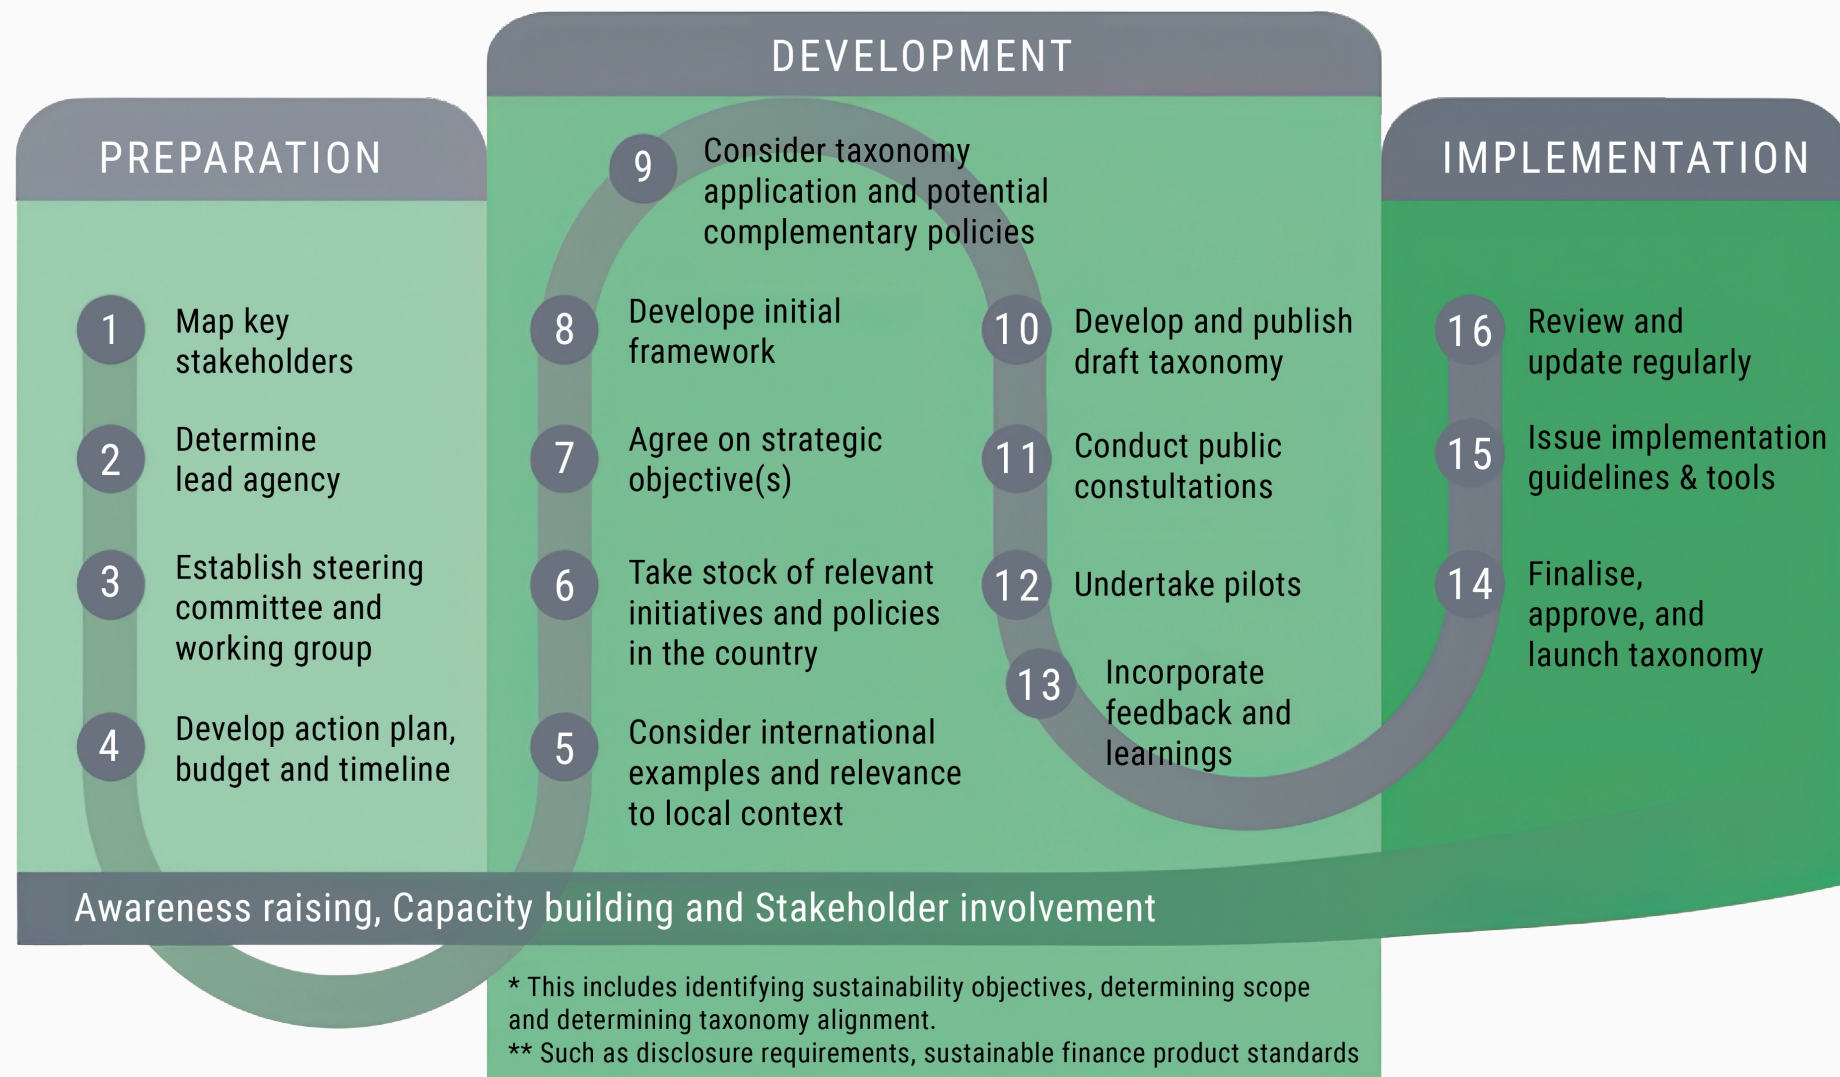 DEVELOPMENT
PREPARATION
IMPLEMENTATION
1
Map key
stakeholders
2
Determine
lead agency
3
Establish steering
committee and
working group
4
Develop action plan,
budget and timeline
5
Consider international
examples and relevance
to local context
6
Take stock of relevant
initiatives and policies
in the country
7
Agree on strategic
objective(s)
8
Develope initial
framework
9
Consider taxonomy
application and potential
complementary policies
10
Develop and publish
draft taxonomy
11
Conduct public
constultations
12
Undertake pilots
13
Incorporate
feedback and
learnings
14
Finalise,
approve, and
launch taxonomy
15
Issue implementation
guidelines & tools
16
Review and
update regularly
Awareness raising, Capacity building and Stakeholder involvement
* This includes identifying sustainability objectives, determining scope
and determining taxonomy alignment.
** Such as disclosure requirements, sustainable finance product standards